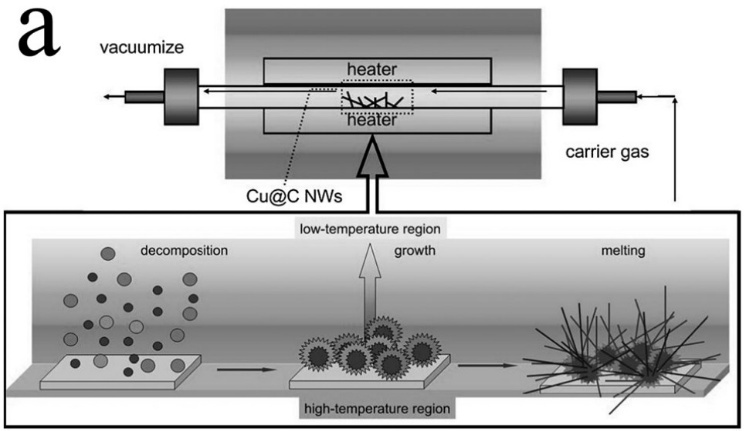 a
vacuumize
heater
heater
carrier gas
Cu@C NWs
low-temperature region
decomposition
growth
melting
high-temperature region